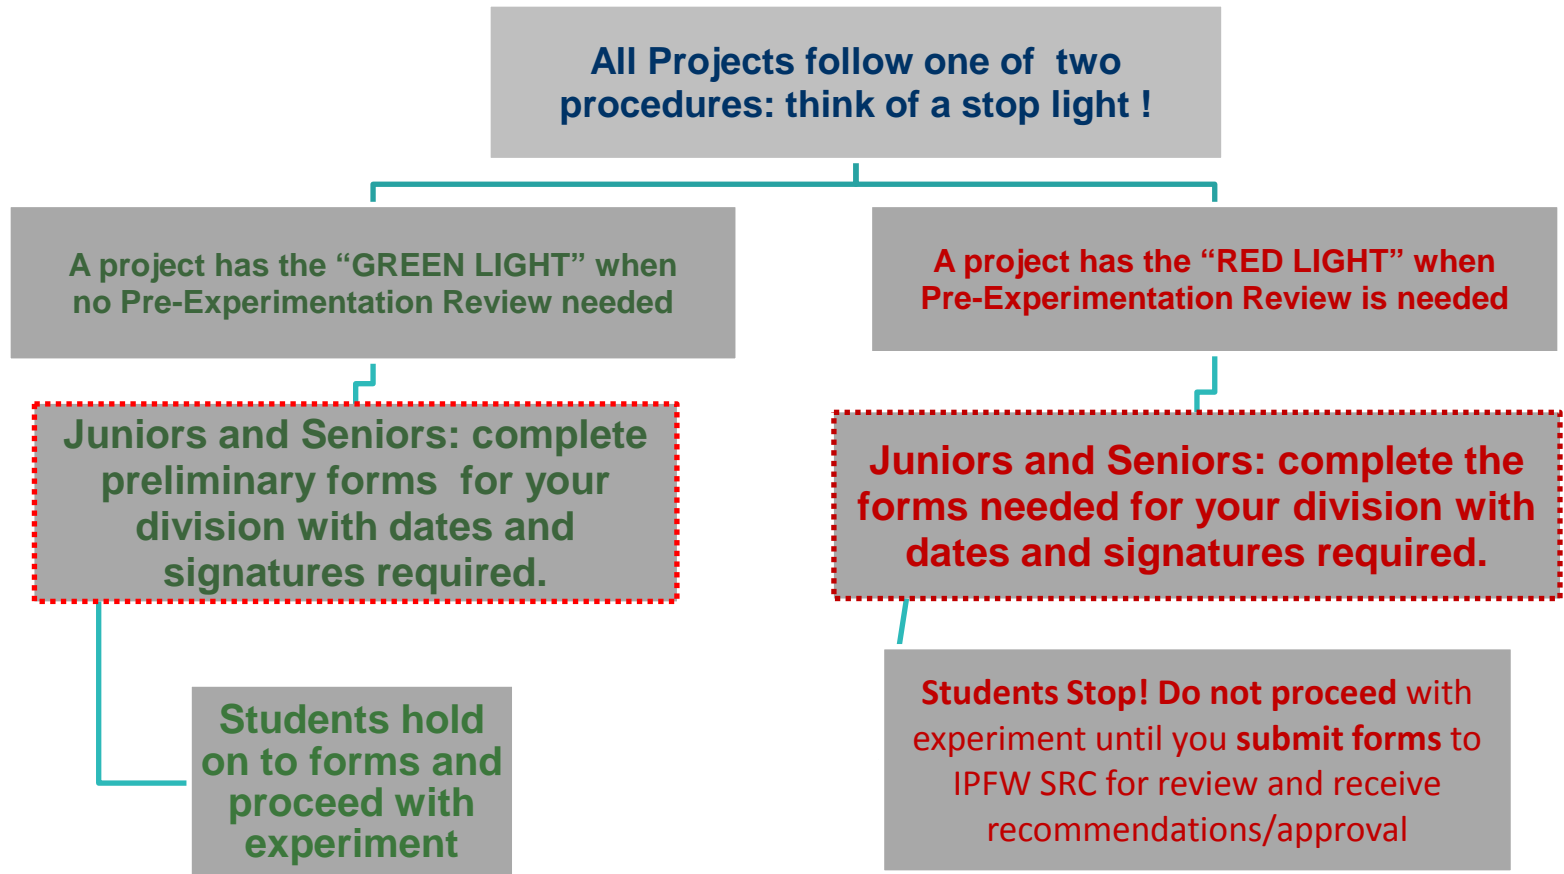 All Projects follow one of two
procedures: think of a stop light !
A project has the “GREEN LIGHT” when
no Pre-Experimentation Review needed
Juniors and Seniors: complete
preliminary forms for your
division with dates and
signatures required.
Students hold
on to forms and
proceed with
experiment
A project has the “RED LIGHT” when
Pre-Experimentation Review is needed
Juniors and Seniors: complete the
forms needed for your division with
dates and signatures required.
Students Stop! Do not proceed with
experiment until you submit forms to
IPFW SRC for review and receive
recommendations/approval